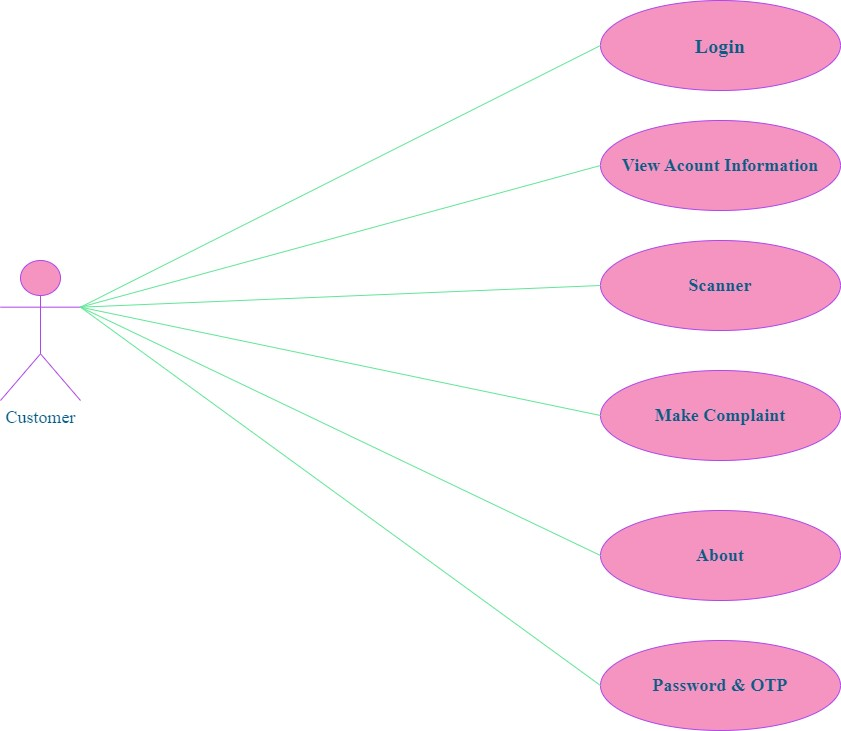 Login
View Acount Information
Scanner
Make Complaint
Customer
About
Password & OTP